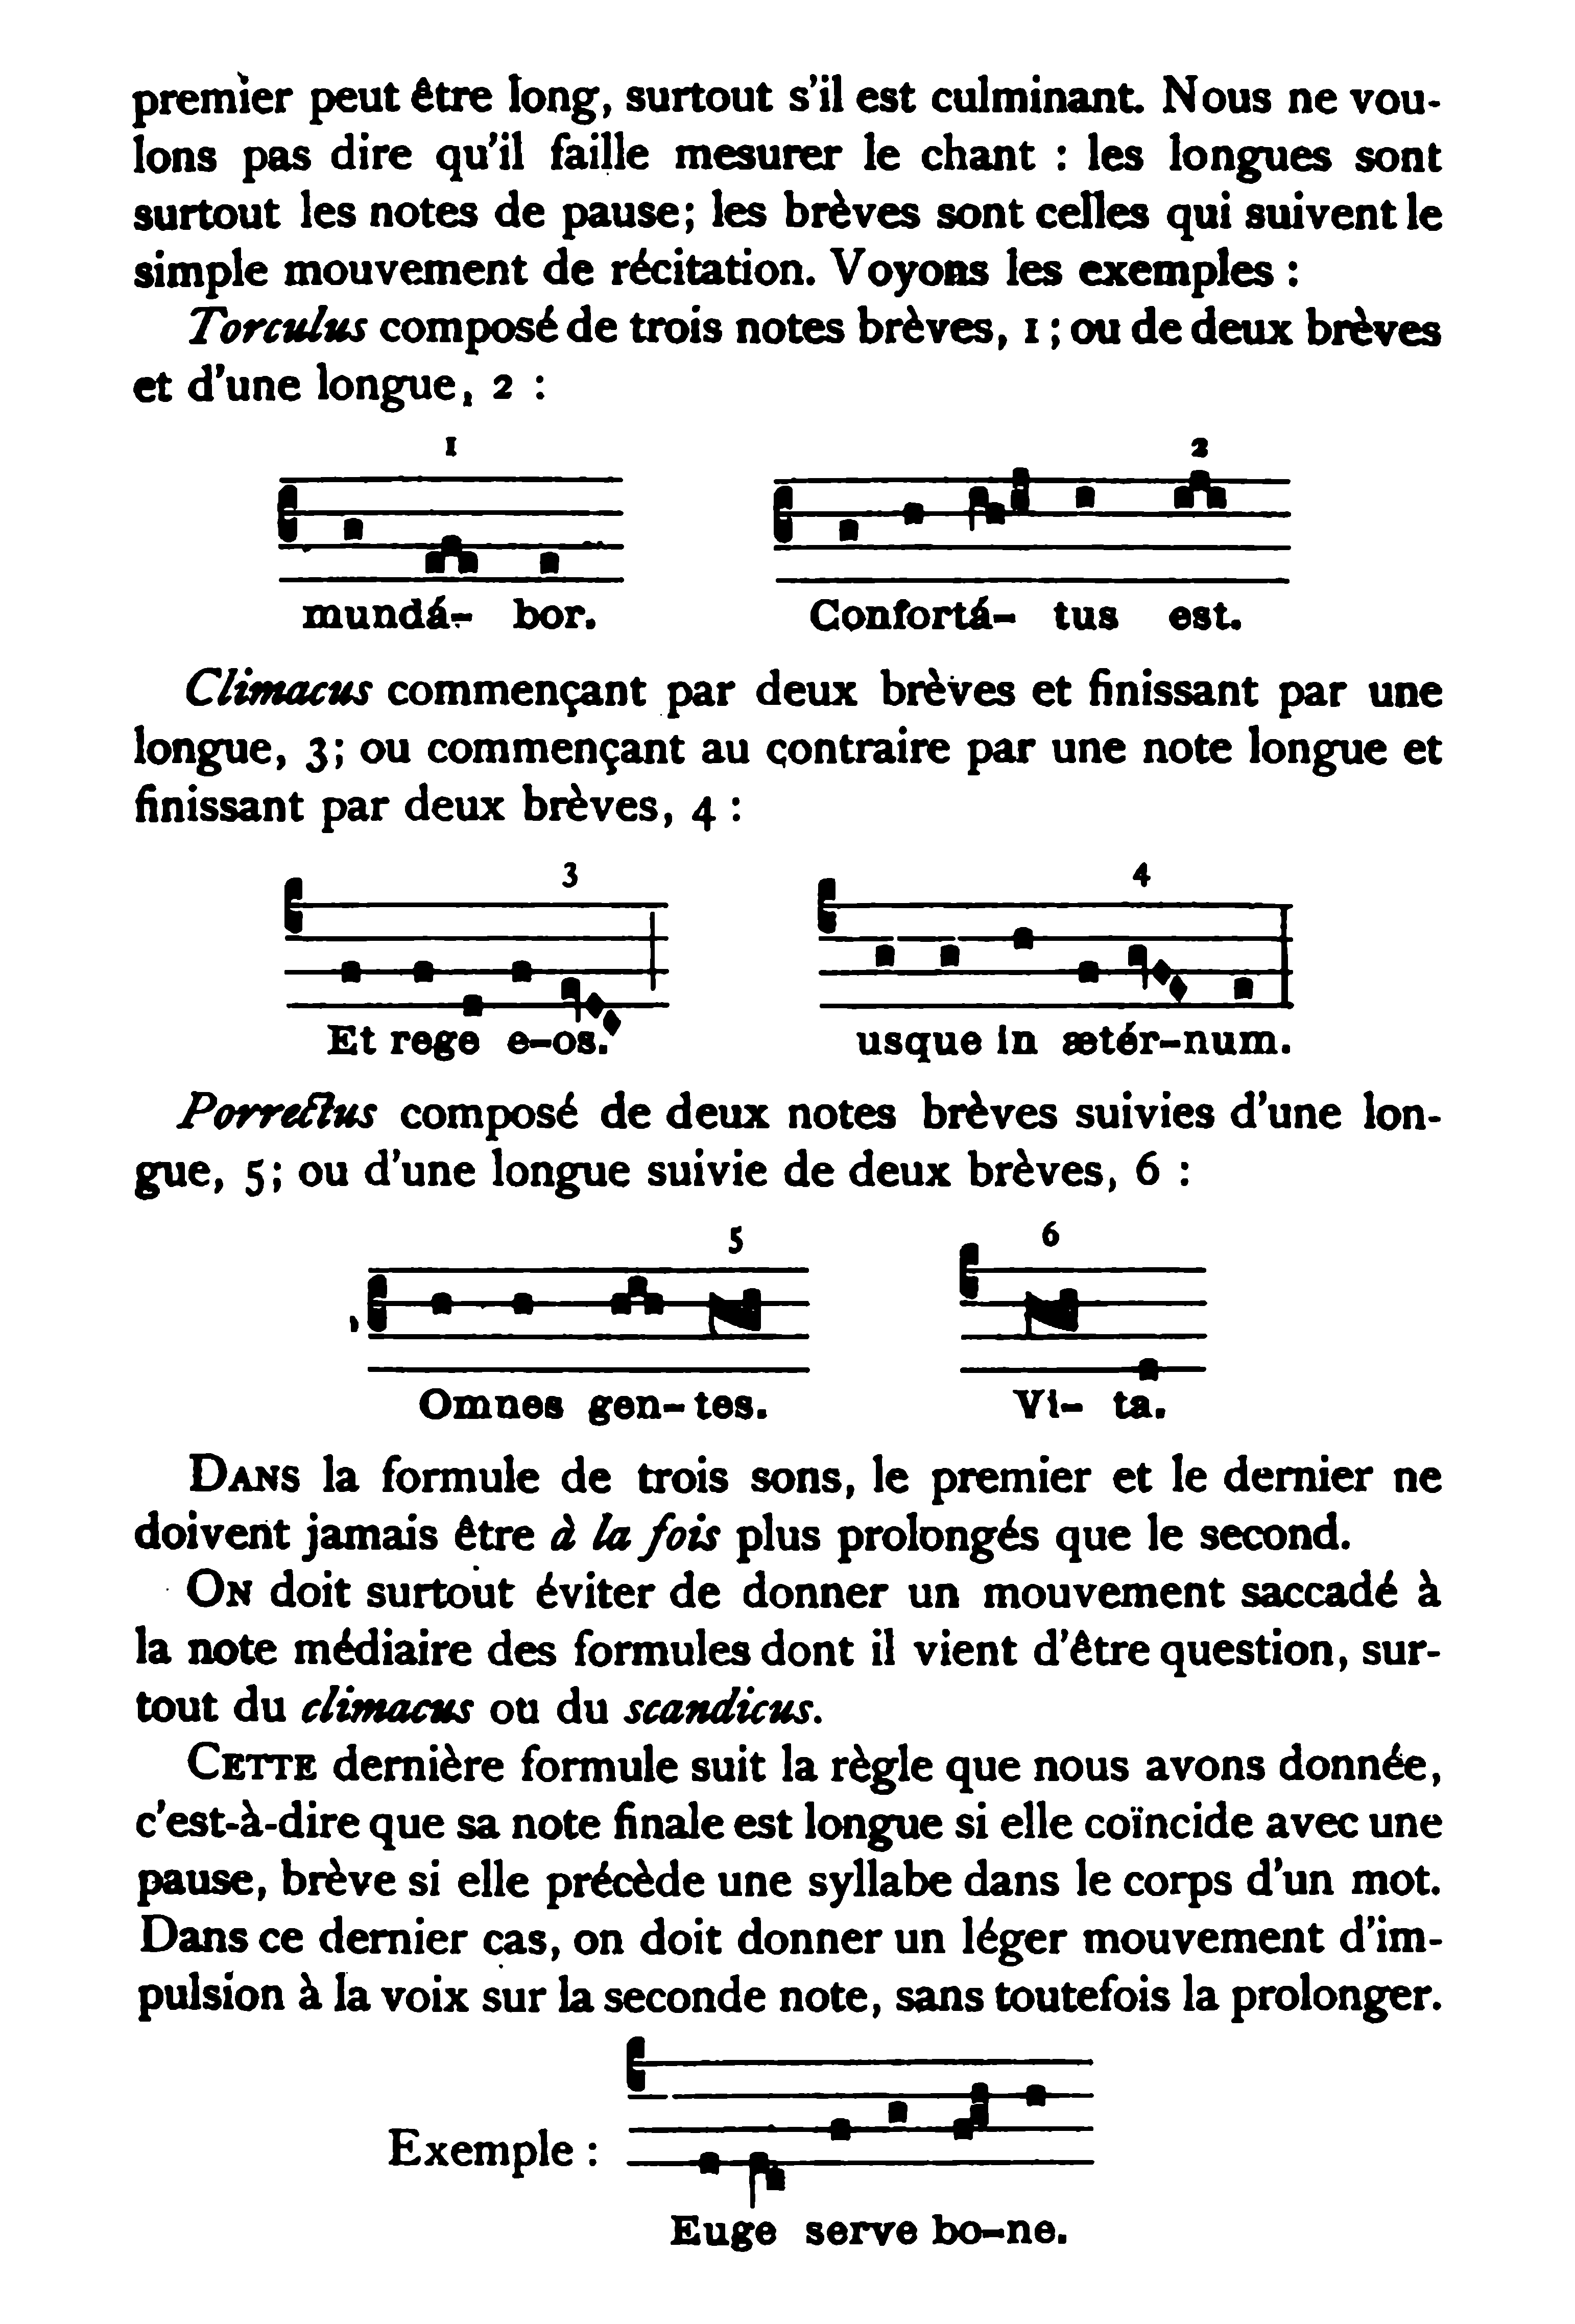 premier peut être long, surtout s'il est culminant. Nous ne vou-
lons pas dire qu'il faille mesurer le chant : les longues sont
surtout les notes de pause; les brèves sont celles qui suivent le
simple mouvement de récitation. Voyons les exemples :
Torculus composé de trois notes brèves, 1 ; ou de deux brèves
et d'une longue, 2 :
1 2
mundá- bor. Confortá- tus est.
Climacus commençant par deux brèves et finissant par une
longue, 3; ou commençant au contraire par une note longue et
finissant par deux brèves, 4 :
3 4
Et rege e-os. usque in ætér-num.
Porrectus composé de deux notes brèves suivies d'une lon-
gue, 5; ou d'une longue suivie de deux brèves, 6 :
5 6
Omnes gen-tes. Vi- ta.
DANS la formule de trois sons, le premier et le dernier ne
doivent jamais être à la fois plus prolongés que le second.
ON doit surtout éviter de donner un mouvement saccadé à
la note médiaire des formules dont il vient d'être question, sur-
tout du climacus ou du scandicus.
CETTE dernière formule suit la règle que nous avons donnée,
c'est-à-dire que sa note finale est longue si elle coïncide avec une
pause, brève si elle précède une syllabe dans le corps d'un mot.
Dans ce dernier cas, on doit donner un léger mouvement d'im-
pulsion à la voix sur la seconde note, sans toutefois la prolonger.
Exemple :
Euge serve bo-ne.